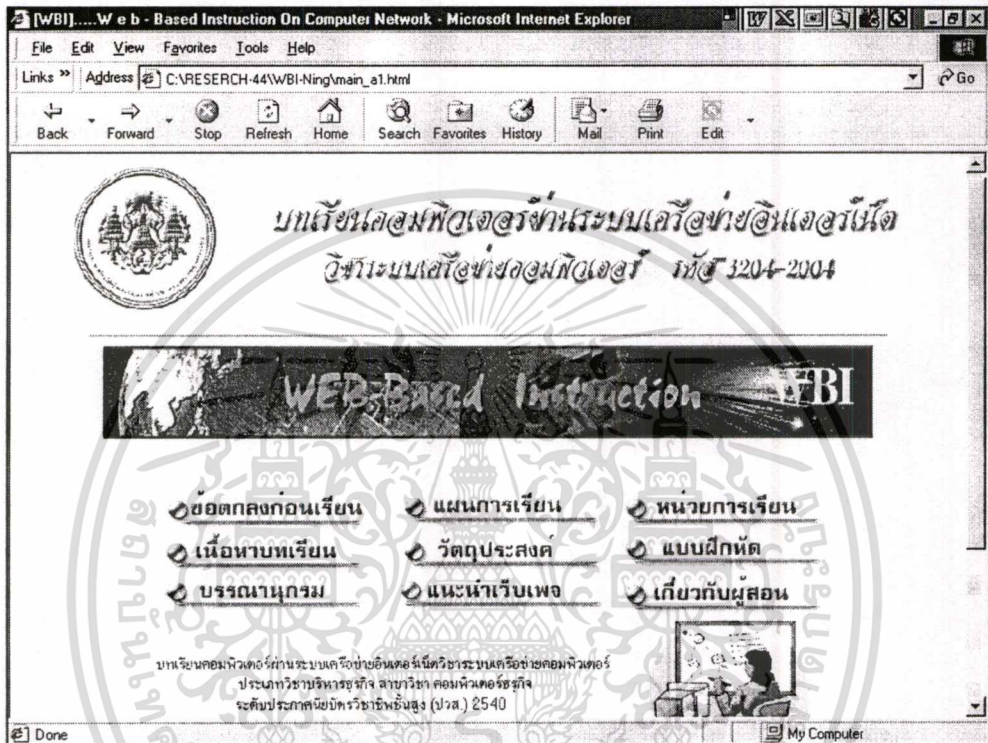 [WBI].....W e b - Based Instruction On Computer Network - Microsoft Internet Explorer
File Edit View Favorites Tools Help
Links » Address C:\RESERCH-44\WBI-Ning\main_a1.html Go
Back Forward Stop Refresh Home Search Favorites History Mail Print Edit
บทเรียนคอมพิวเตอร์ผ่านระบบเครือข่ายอินเตอร์เน็ต
วิชาระบบเครือข่ายคอมพิวเตอร์ รหัส 3204-2004
WEB-Based Instruction WBI
ข้อตกลงก่อนเรียน แผนการเรียน หน่วยการเรียน
เนื้อหาบทเรียน วัตถุประสงค์ แบบฝึกหัด
บรรณานุกรม แนะนำเว็บเพจ เกี่ยวกับผู้สอน
บทเรียนคอมพิวเตอร์ผ่านระบบเครือข่ายอินเตอร์เน็ตวิชาระบบเครือข่ายคอมพิวเตอร์
ประเภทวิชาบริหารธุรกิจ สาขาวิชา คอมพิวเตอร์ธุรกิจ
ระดับประกาศนียบัตรวิชาชีพชั้นสูง (ปวส.) 2540
Done My Computer